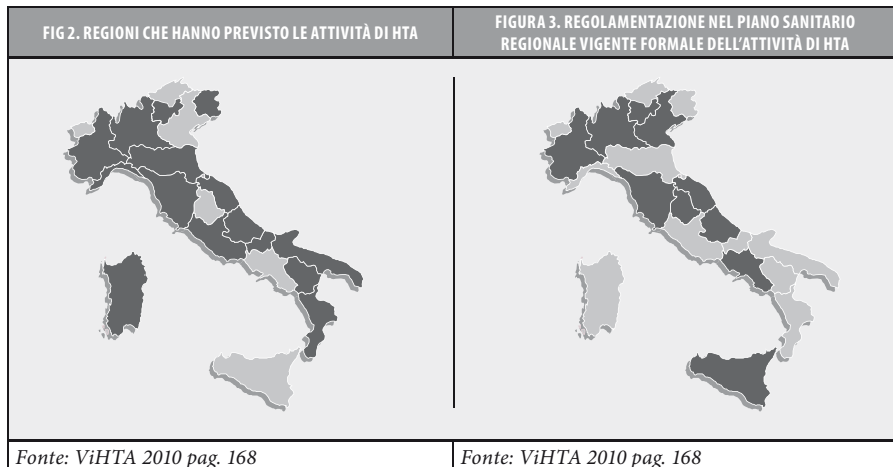 FIG 2. REGIONI CHE HANNO PREVISTO LE ATTIVITÀ DI HTA
FIGURA 3. REGOLAMENTAZIONE NEL PIANO SANITARIO
REGIONALE VIGENTE FORMALE DELL'ATTIVITÀ DI HTA
Fonte: ViHTA 2010 pag. 168
Fonte: ViHTA 2010 pag. 168